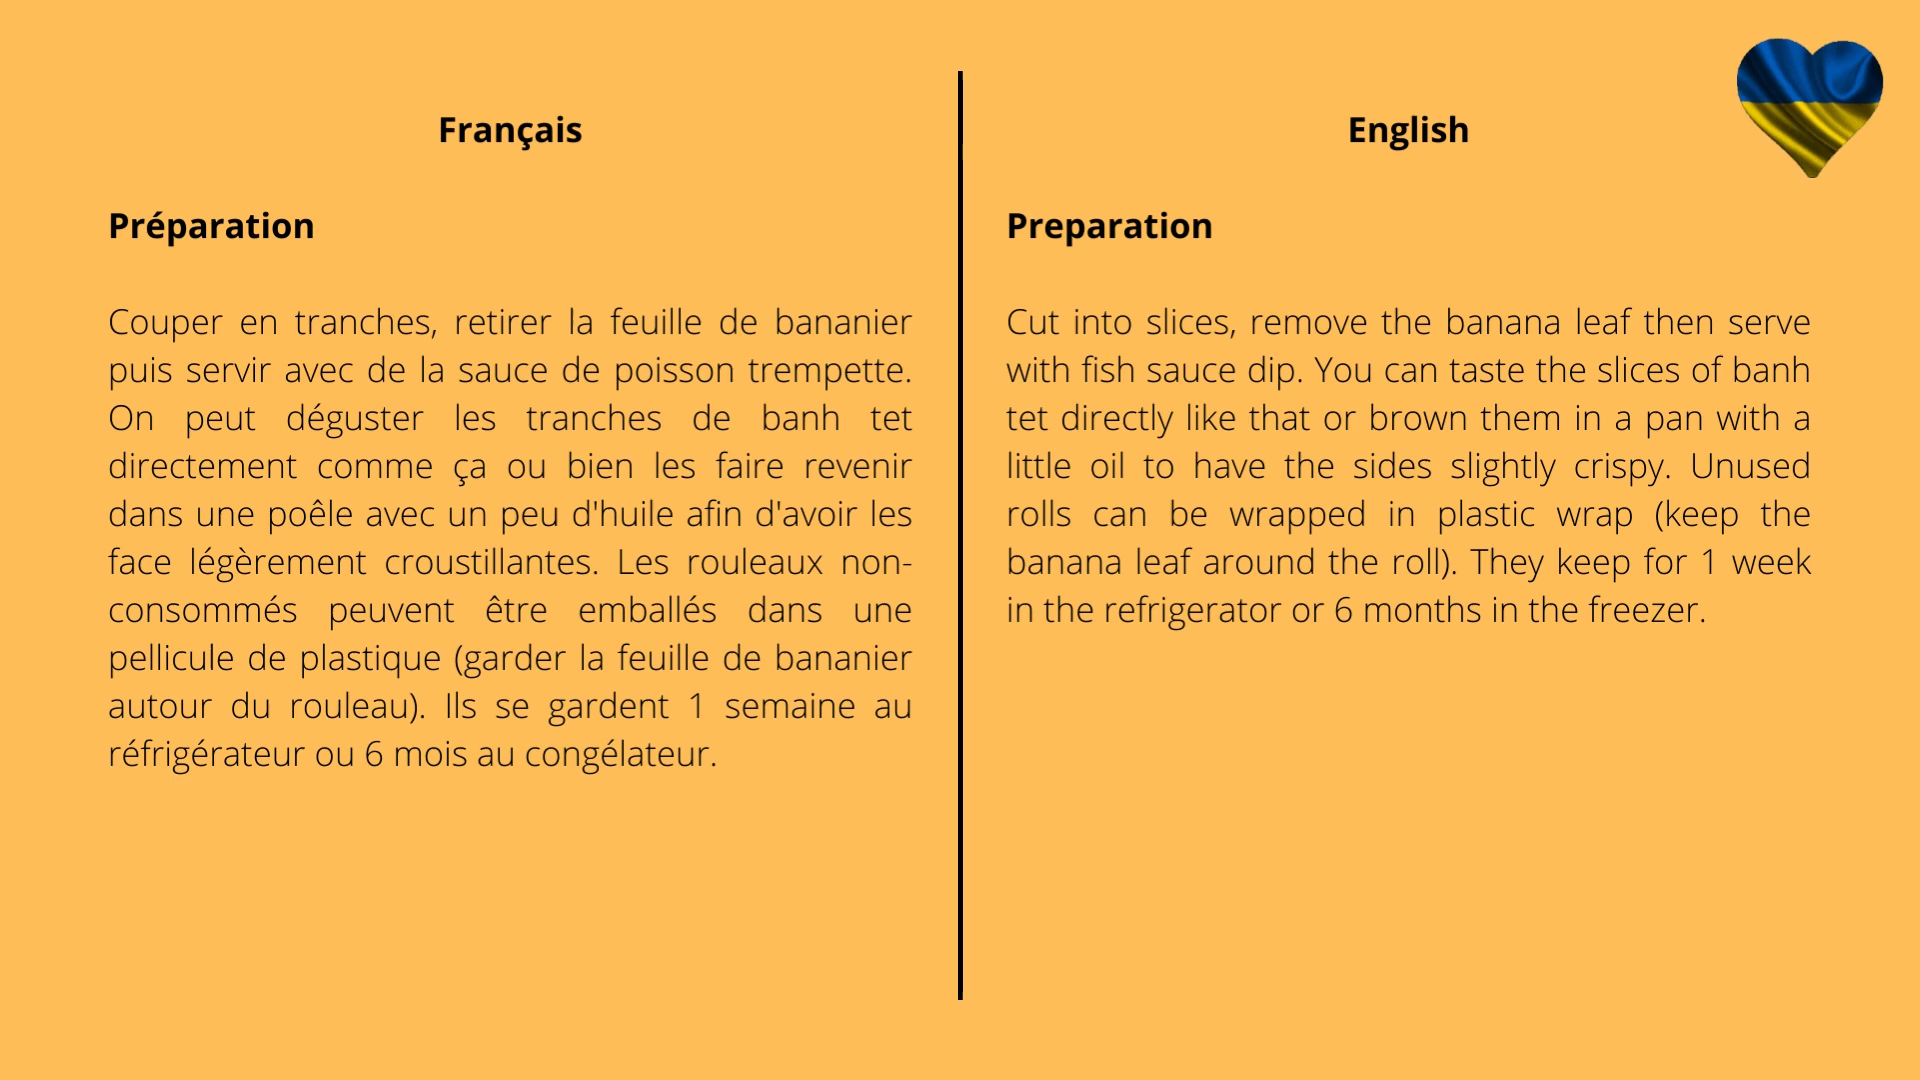 Français
Préparation
Couper en tranches, retirer la feuille de bananier
puis servir avec de la sauce de poisson trempette.
On peut déguster les tranches de banh tet
directement comme ça ou bien les faire revenir
dans une poêle avec un peu d'huile afin d'avoir les
face légèrement croustillantes. Les rouleaux non-
consommés peuvent être emballés dans une
pellicule de plastique (garder la feuille de bananier
autour du rouleau). Ils se gardent 1 semaine au
réfrigérateur ou 6 mois au congélateur.
English
Preparation
Cut into slices, remove the banana leaf then serve
with fish sauce dip. You can taste the slices of banh
tet directly like that or brown them in a pan with a
little oil to have the sides slightly crispy. Unused
rolls can be wrapped in plastic wrap (keep the
banana leaf around the roll). They keep for 1 week
in the refrigerator or 6 months in the freezer.